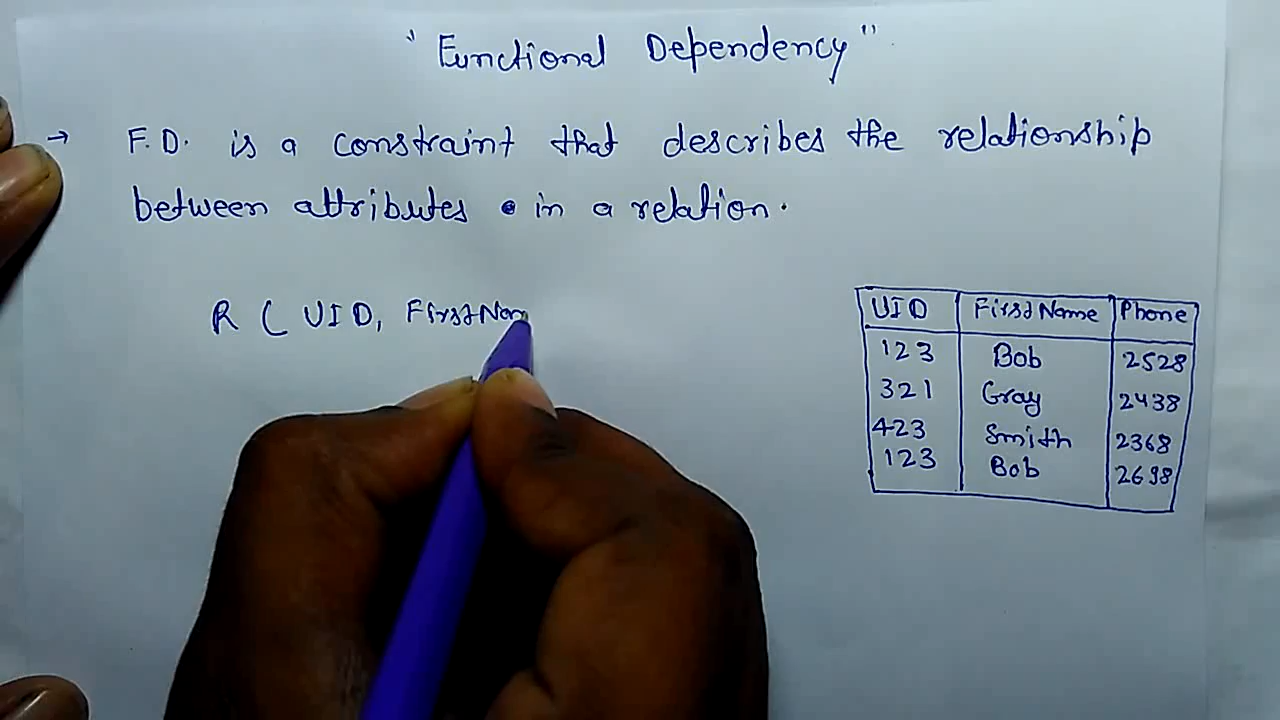 " Functional Dependency"
→ F.D. is a constraint that describes the relationship
between attributes in a relation.
R ( UID, FirstNam
UID FirstName Phone
123 Bob 2528
321 Gray 2438
423 Smith 2368
123 Bob 2698